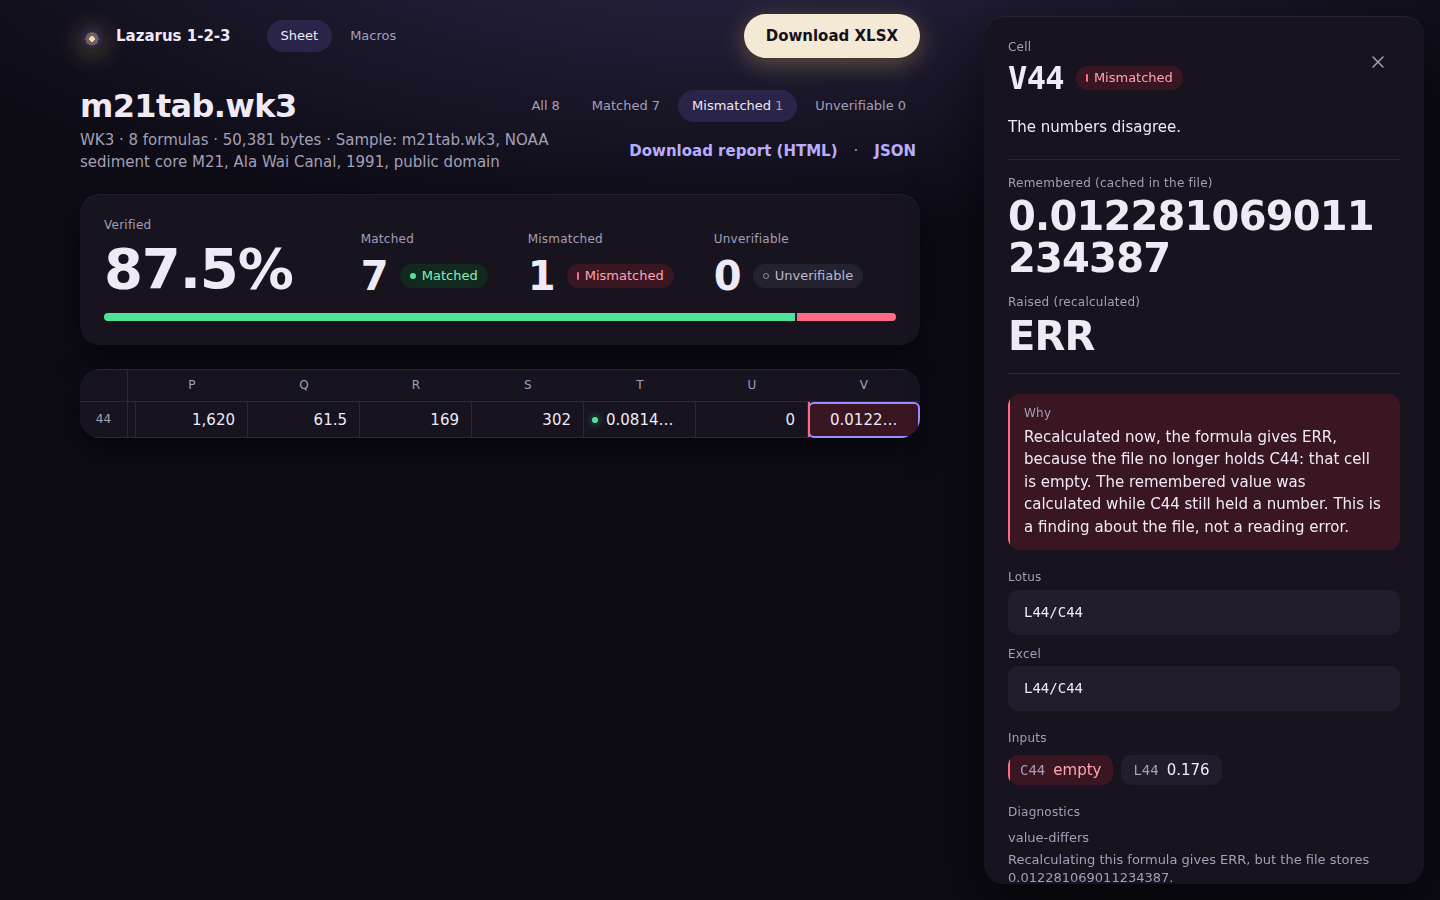 Lazarus 1-2-3
Sheet
Macros
Download XLSX
m21tab.wk3
All 8
Matched 7
Mismatched 1
Unverifiable 0
WK3 · 8 formulas · 50,381 bytes · Sample: m21tab.wk3, NOAA
sediment core M21, Ala Wai Canal, 1991, public domain
Download report (HTML) · JSON
Verified
87.5%
Matched
7 Matched
Mismatched
1 Mismatched
Unverifiable
0 Unverifiable
P Q R S T U V
44 1,620 61.5 169 302 0.0814… 0 0.0122…
Cell
V44 Mismatched
The numbers disagree.
Remembered (cached in the file)
0.012281069011
234387
Raised (recalculated)
ERR
Why
Recalculated now, the formula gives ERR,
because the file no longer holds C44: that cell
is empty. The remembered value was
calculated while C44 still held a number. This is
a finding about the file, not a reading error.
Lotus
L44/C44
Excel
L44/C44
Inputs
C44 empty
L44 0.176
Diagnostics
value-differs
Recalculating this formula gives ERR, but the file stores
0.012281069011234387.